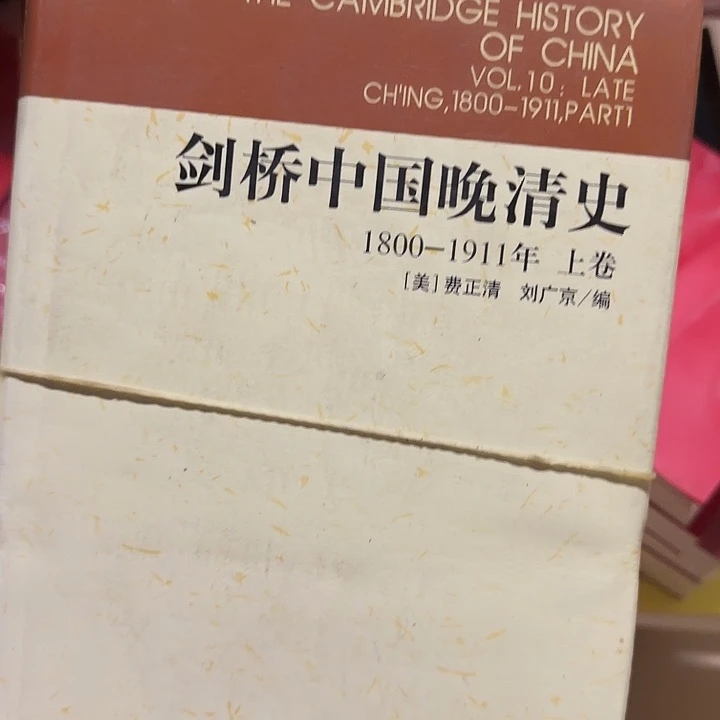 THE CAMBRIDGE HISTORY
OF CHINA
VOL.10: LATE
CH'ING,1800-1911,PART1
剑桥中国晚清史
1800-1911年 上卷
[美]费正清 刘广京/编